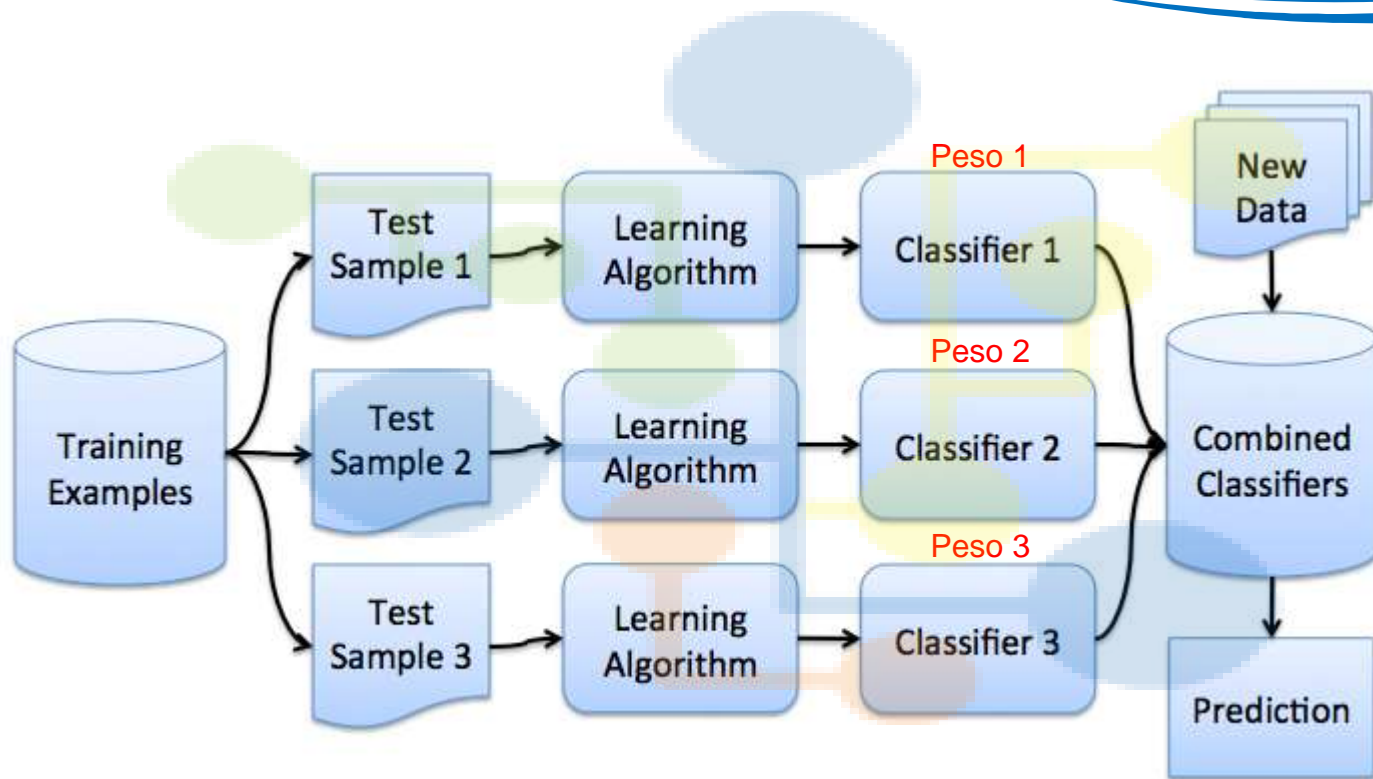 Training
Examples
Test
Sample 1
Learning
Algorithm
Peso 1
Classifier 1
Test
Sample 2
Learning
Algorithm
Peso 2
Classifier 2
Test
Sample 3
Learning
Algorithm
Peso 3
Classifier 3
New
Data
Combined
Classifiers
Prediction